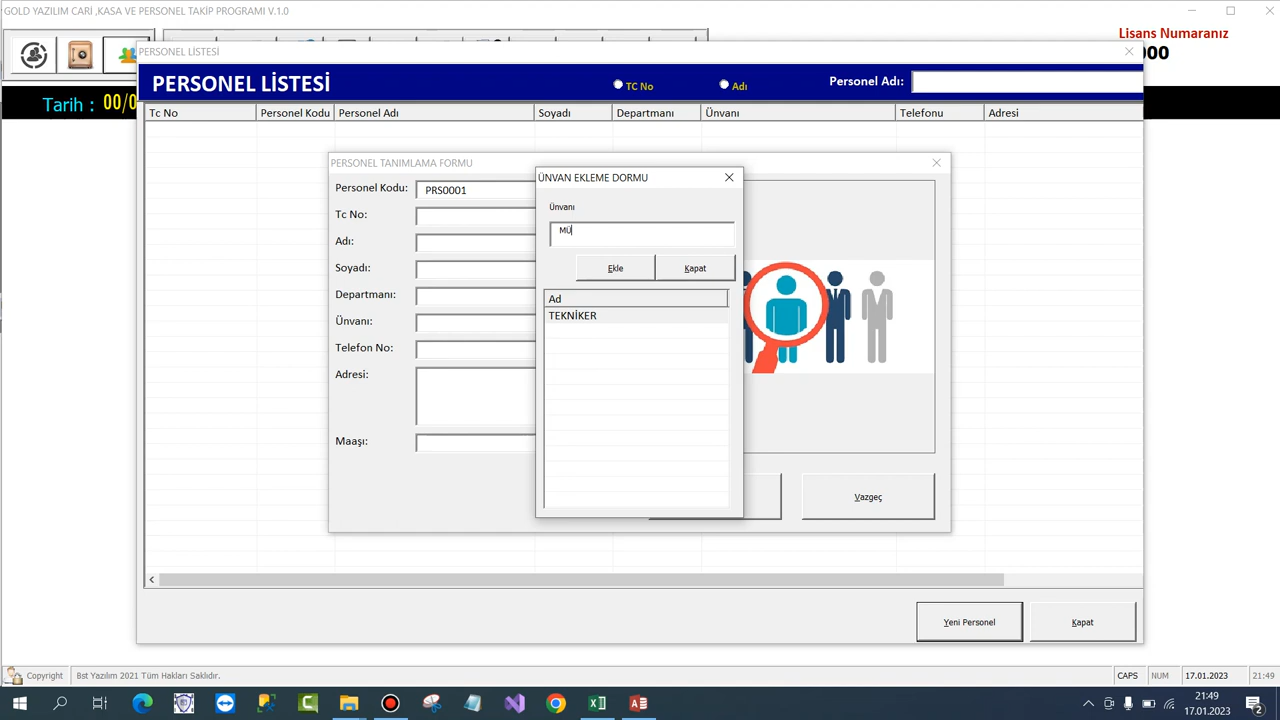 GOLD YAZILIM CARİ ,KASA VE PERSONEL TAKİP PROGRAMI V.1.0
Lisans Numaranız
000
Tarih : 00/0
PERSONEL LİSTESİ
PERSONEL LİSTESİ
TC No
Adı
Personel Adı:
Tc No Personel Kodu Personel Adı Soyadı Departmanı Ünvanı Telefonu Adresi
PERSONEL TANIMLAMA FORMU
Personel Kodu: PRS0001
Tc No:
Adı:
Soyadı:
Departmanı:
Ünvanı:
Telefon No:
Adresi:
Maaşı:
ÜNVAN EKLEME DORMU
Ünvanı
MÜ
Ekle Kapat
Ad
TEKNİKER
Vazgeç
Yeni Personel Kapat
Copyright Bst Yazılım 2021 Tüm Hakları Saklıdır. CAPS NUM 17.01.2023 21:49
21:49
17.01.2023
2